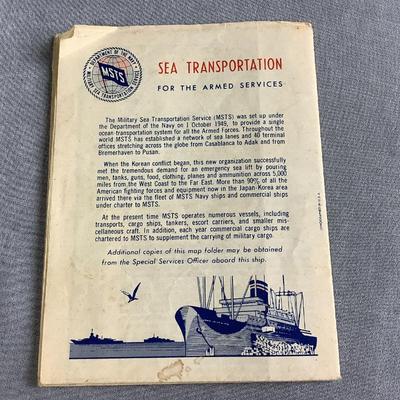 DEPARTMENT OF THE NAVY
MSTS
MILITARY SEA TRANSPORTATION SERVICE
SEA TRANSPORTATION
FOR THE ARMED SERVICES
The Military Sea Transportation Service (MSTS) was set up under
the Department of the Navy on 1 October 1949, to provide a single
ocean transportation system for all the Armed Forces. Throughout the
world MSTS has established a network of sea lanes and 40 terminal
offices stretching across the globe from Casablanca to Adak and from
Bremerhaven to Pusan.
When the Korean conflict began, this new organization successfully
met the tremendous demand for an emergency sea lift by pouring
men, tanks, guns, food, clothing, planes and ammunition across 5,000
miles from the West Coast to the Far East. More than 90% of all the
American fighting forces and equipment now in the Japan-Korea area
arrived there via the fleet of MSTS Navy ships and commercial ships
under charter to MSTS.
At the present time MSTS operates numerous vessels, including
transports, cargo ships, tankers, escort carriers, and smaller mis-
cellaneous craft. In addition, each year commercial cargo ships are
chartered to MSTS to supplement the carrying of military cargo.
Additional copies of this map folder may be obtained
from the Special Services Officer aboard this ship.